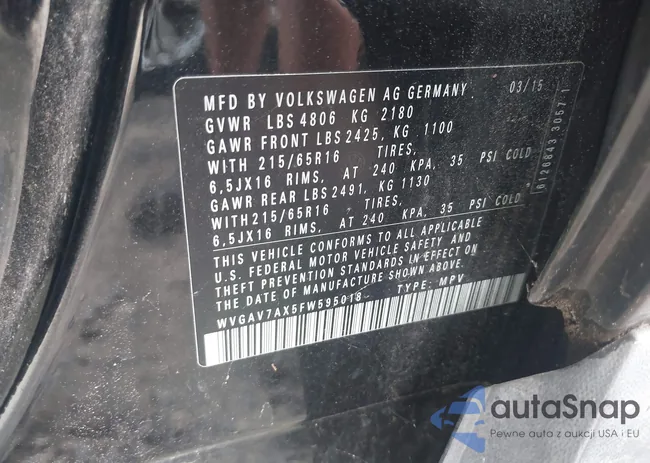 MFD BY VOLKSWAGEN AG GERMANY 03/15
GVWR LBS 4806 KG 2180
GAWR FRONT LBS 2425, KG 1100
WITH 215/65R16 TIRES,
6,5JX16 RIMS, AT 240 KPA, 35 PSI COLD
GAWR REAR LBS 2491, KG 1130
WITH 215/65R16 TIRES,
6,5JX16 RIMS, AT 240 KPA, 35 PSI COLD
THIS VEHICLE CONFORMS TO ALL APPLICABLE
U.S. FEDERAL MOTOR VEHICLE SAFETY AND
THEFT PREVENTION STANDARDS IN EFFECT ON
THE DATE OF MANUFACTURE SHOWN ABOVE.
WVGAV7AX5FW595018 TYPE: MPV
autaSnap
Pewne auta z aukcji USA i EU